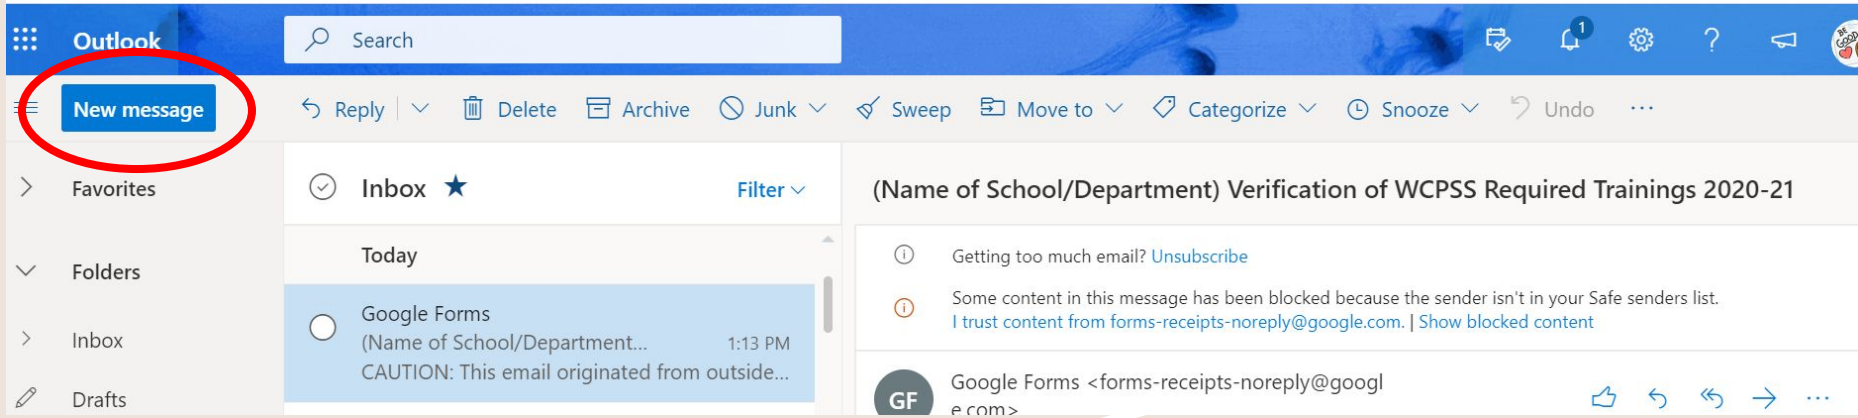 Outlook
Search
1
New message
Reply
Delete
Archive
Junk
Sweep
Move to
Categorize
Snooze
Undo
Favorites
Inbox
Filter
(Name of School/Department) Verification of WCPSS Required Trainings 2020-21
Today
Getting too much email? Unsubscribe
Folders
Some content in this message has been blocked because the sender isn't in your Safe senders list.
I trust content from forms-receipts-noreply@google.com. | Show blocked content
Google Forms
(Name of School/Department... 1:13 PM
CAUTION: This email originated from outside...
Inbox
Drafts
GF
Google Forms <forms-receipts-noreply@googl
e.com>